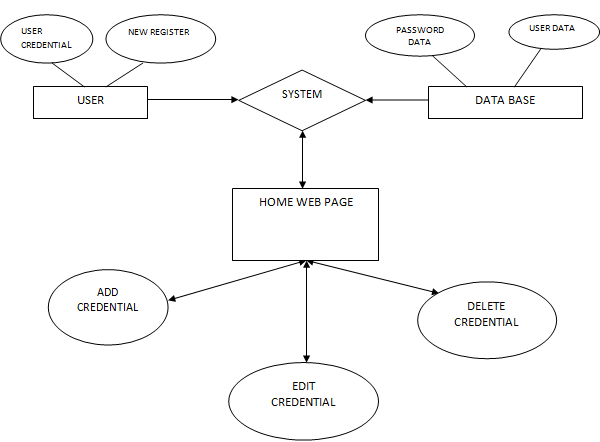 USER
CREDENTIAL
NEW REGISTER
PASSWORD
DATA
USER DATA
USER
SYSTEM
DATA BASE
HOME WEB PAGE
ADD
CREDENTIAL
DELETE
CREDENTIAL
EDIT
CREDENTIAL